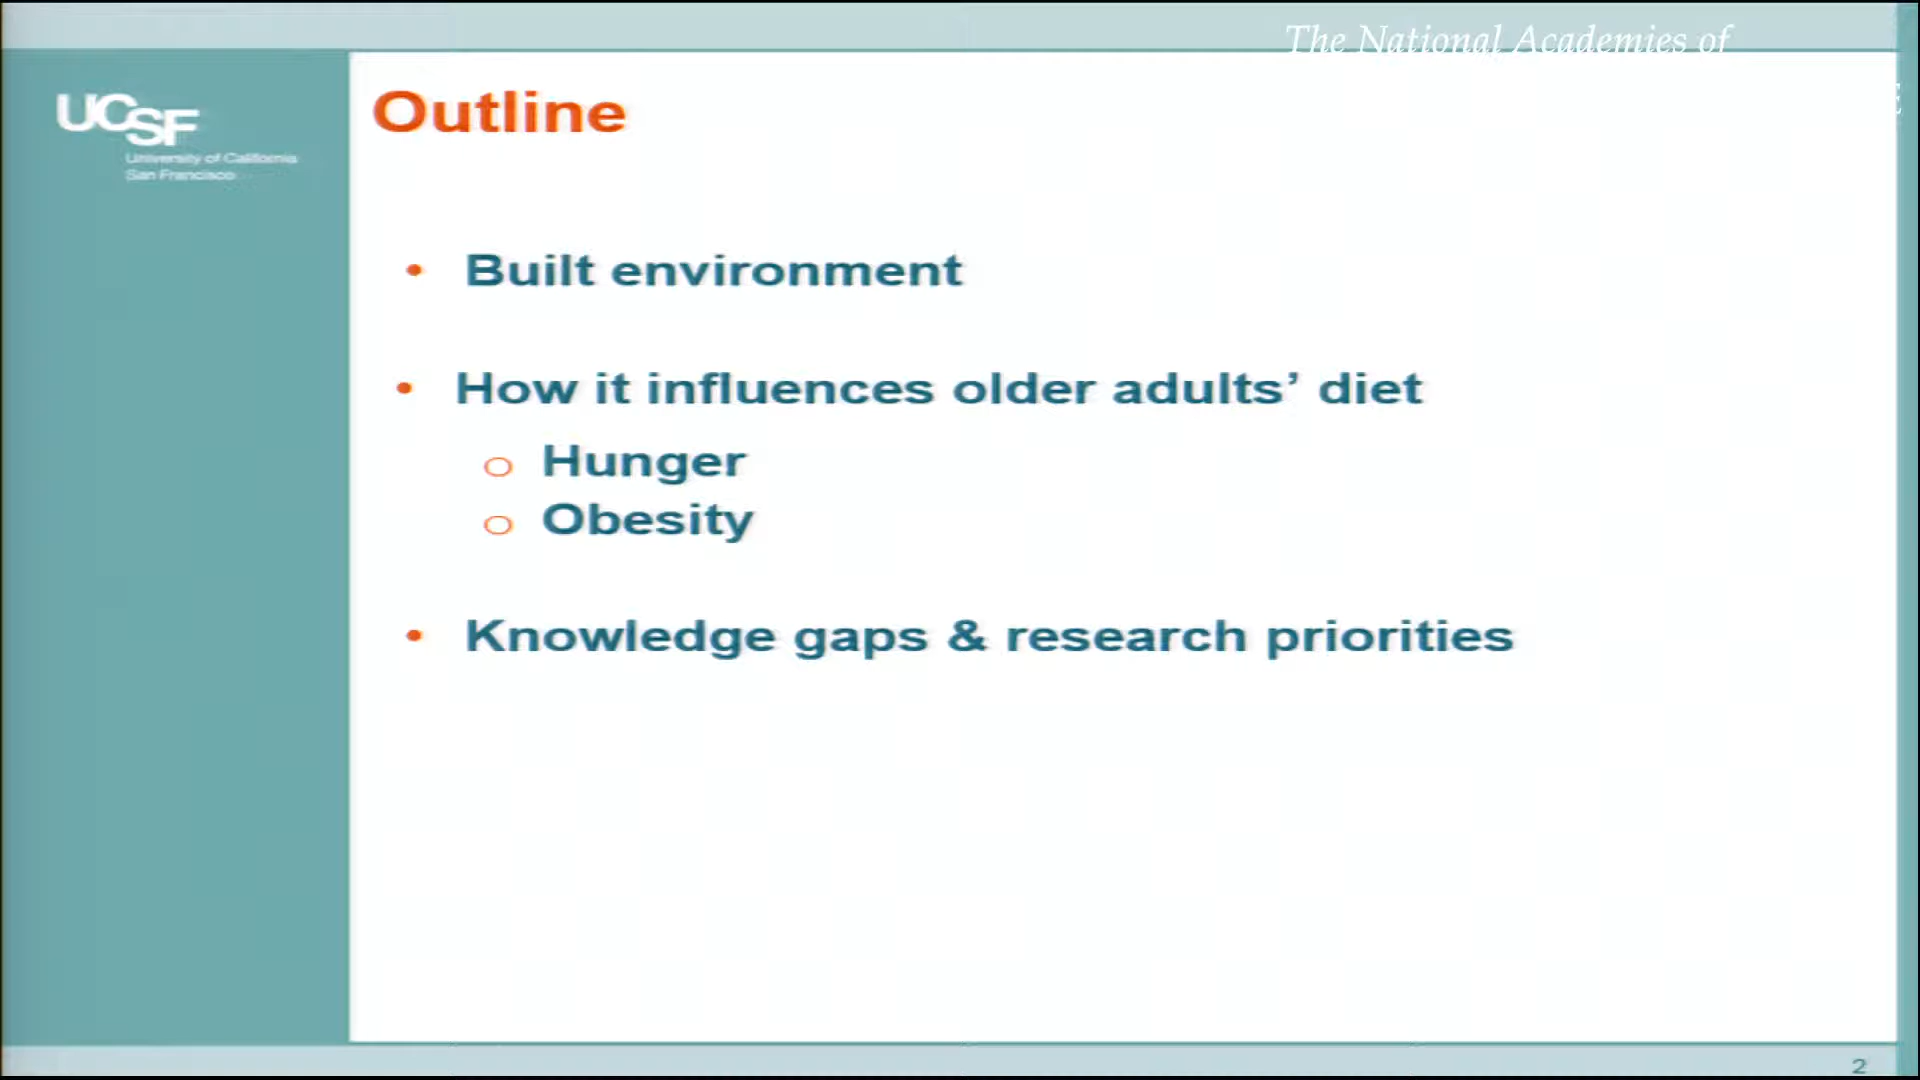 The National Academies of
UCSF
University of California
San Francisco
Outline
• Built environment
• How it influences older adults’ diet
o Hunger
o Obesity
• Knowledge gaps & research priorities
2